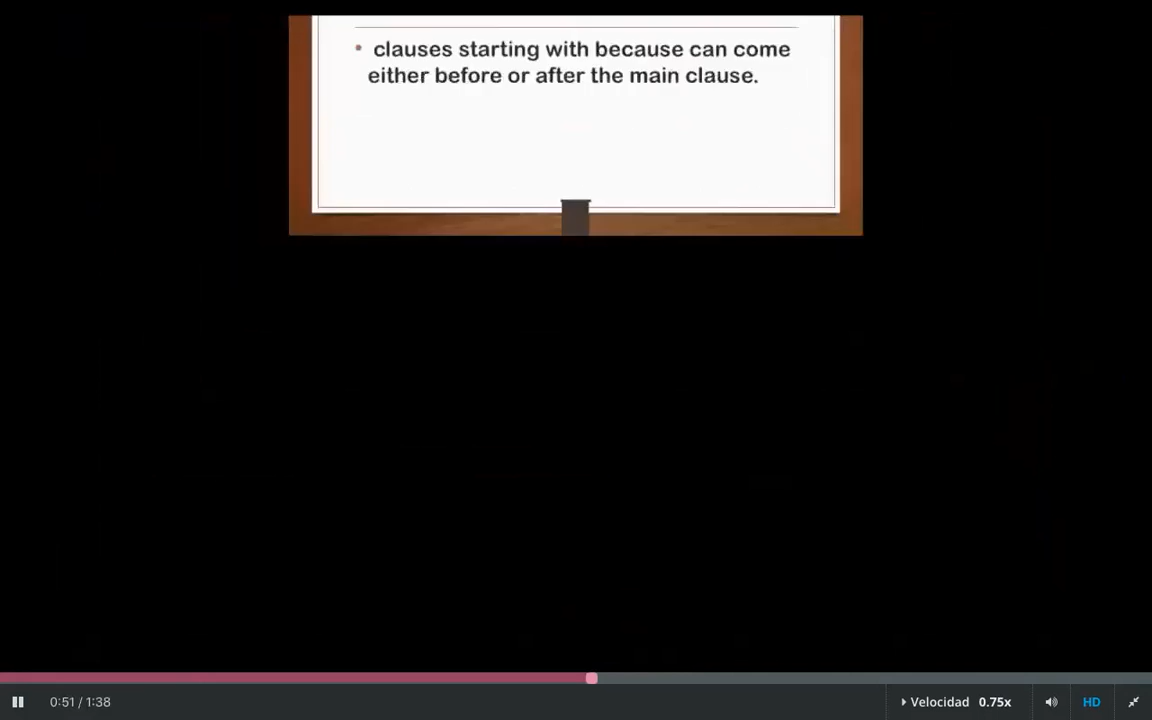 • clauses starting with because can come
either before or after the main clause.
0:51 / 1:38
Velocidad 0.75x
HD